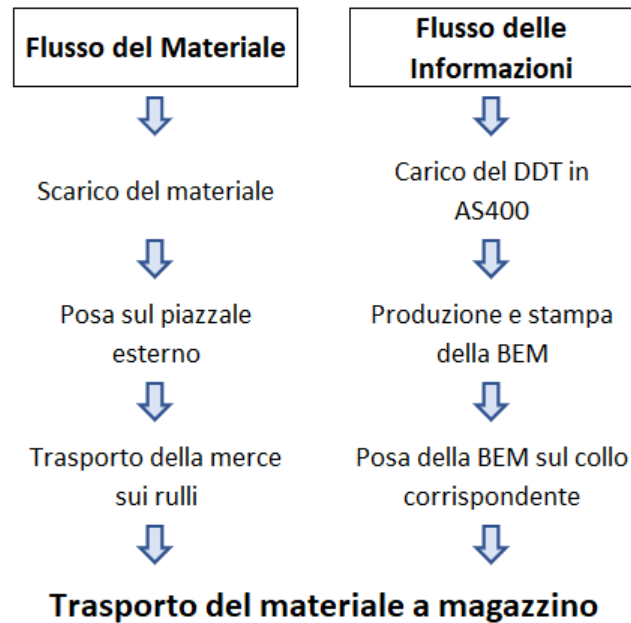 Flusso del Materiale
Scarico del materiale
Posa sul piazzale
esterno
Trasporto della merce
sui rulli
Flusso delle
Informazioni
Carico del DDT in
AS400
Produzione e stampa
della BEM
Posa della BEM sul collo
corrispondente
Trasporto del materiale a magazzino